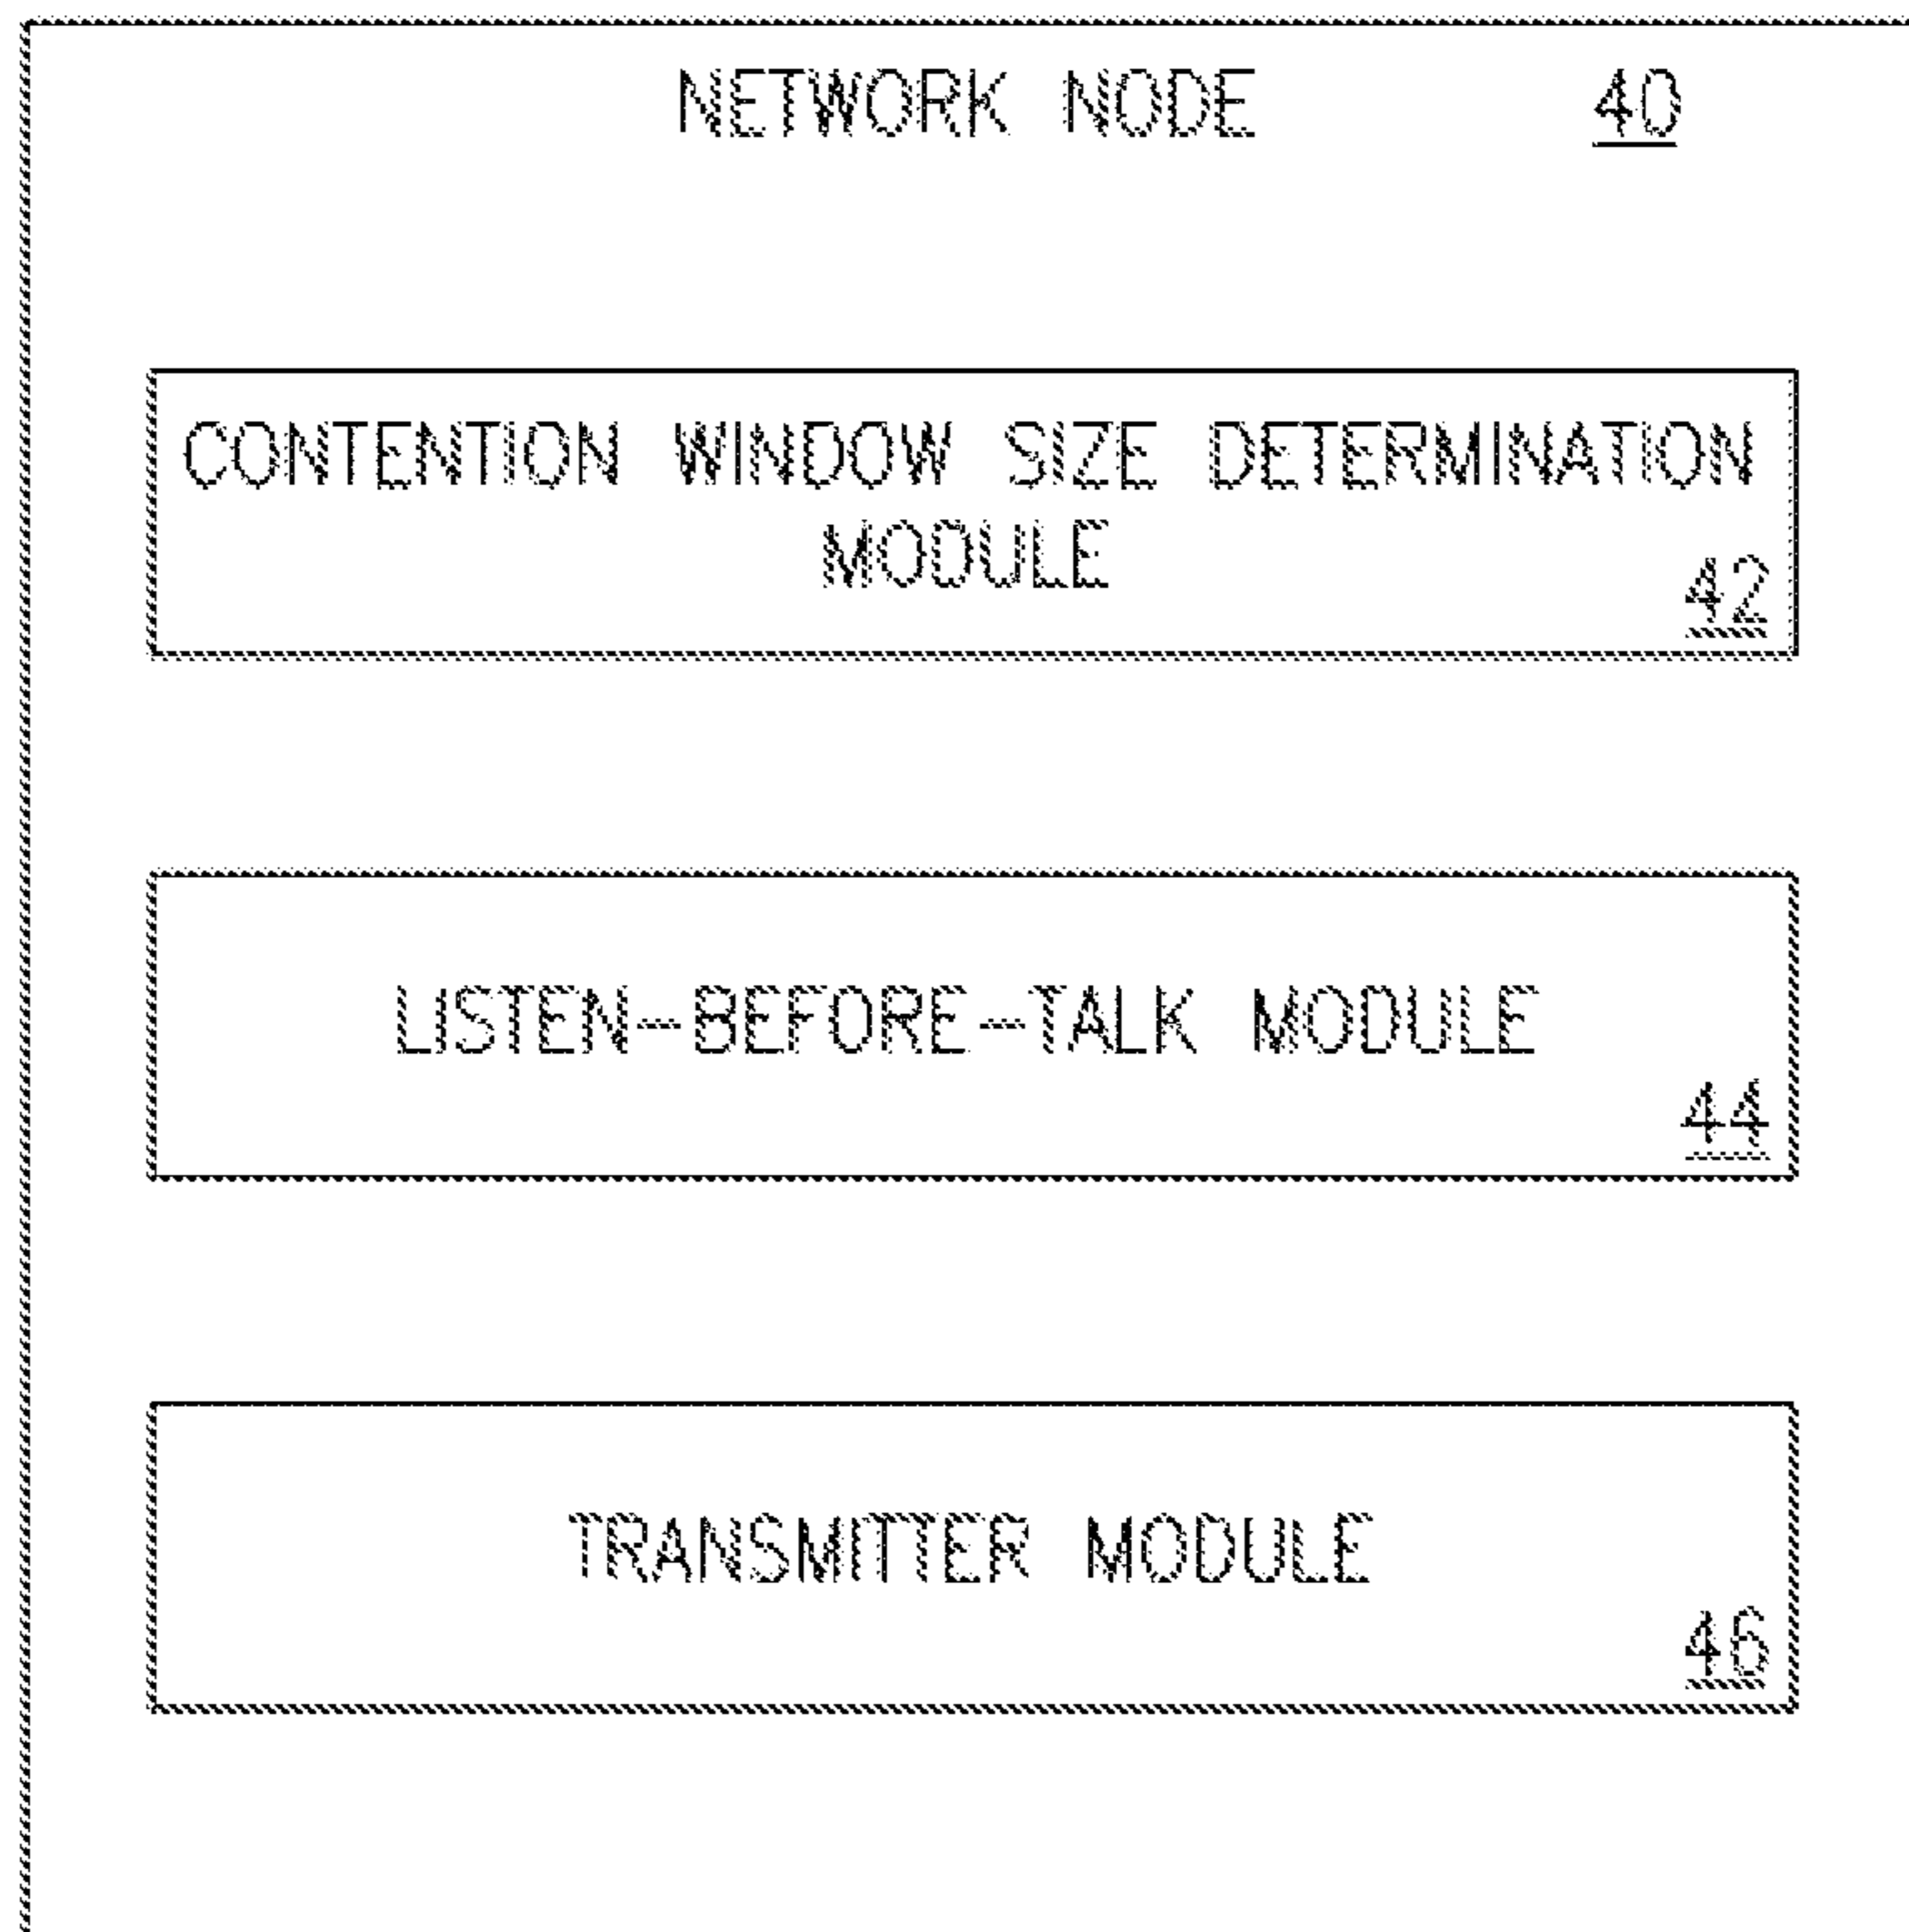 NETWORK NODE 40
CONTENTION WINDOW SIZE DETERMINATION
MODULE
42
LISTEN-BEFORE-TALK MODULE
44
TRANSMITTER MODULE
46